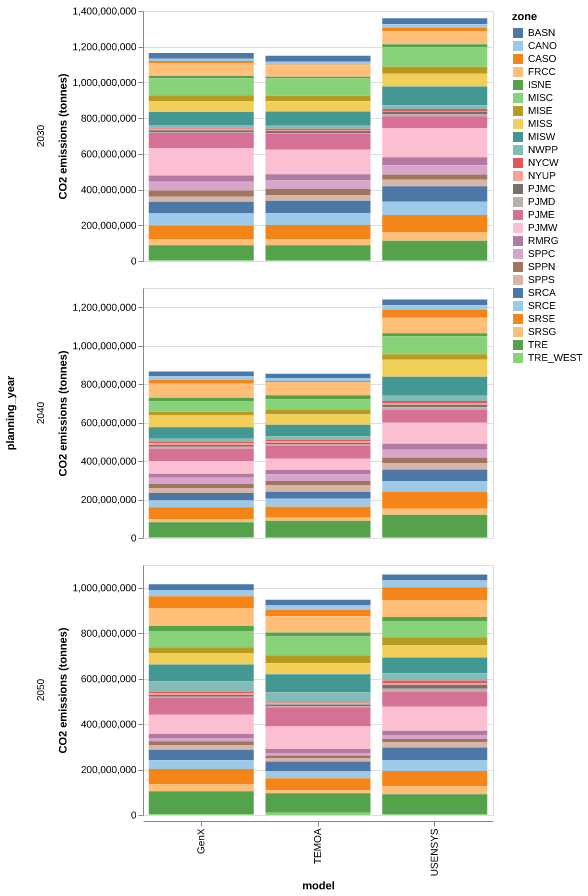 zone
BASN
CANO
CASO
FRCC
ISNE
MISC
MISE
MISS
MISW
NWPP
NYCW
NYUP
PJMC
PJMD
PJME
PJMW
RMRG
SPPC
SPPN
SPPS
SRCA
SRCE
SRSE
SRSG
TRE
TRE_WEST
planning_year
2030
CO2 emissions (tonnes)
1,400,000,000
1,200,000,000
1,000,000,000
800,000,000
600,000,000
400,000,000
200,000,000
0
2040
CO2 emissions (tonnes)
1,200,000,000
1,000,000,000
800,000,000
600,000,000
400,000,000
200,000,000
0
2050
CO2 emissions (tonnes)
1,000,000,000
800,000,000
600,000,000
400,000,000
200,000,000
0
GenX
TEMOA
USENSYS
model